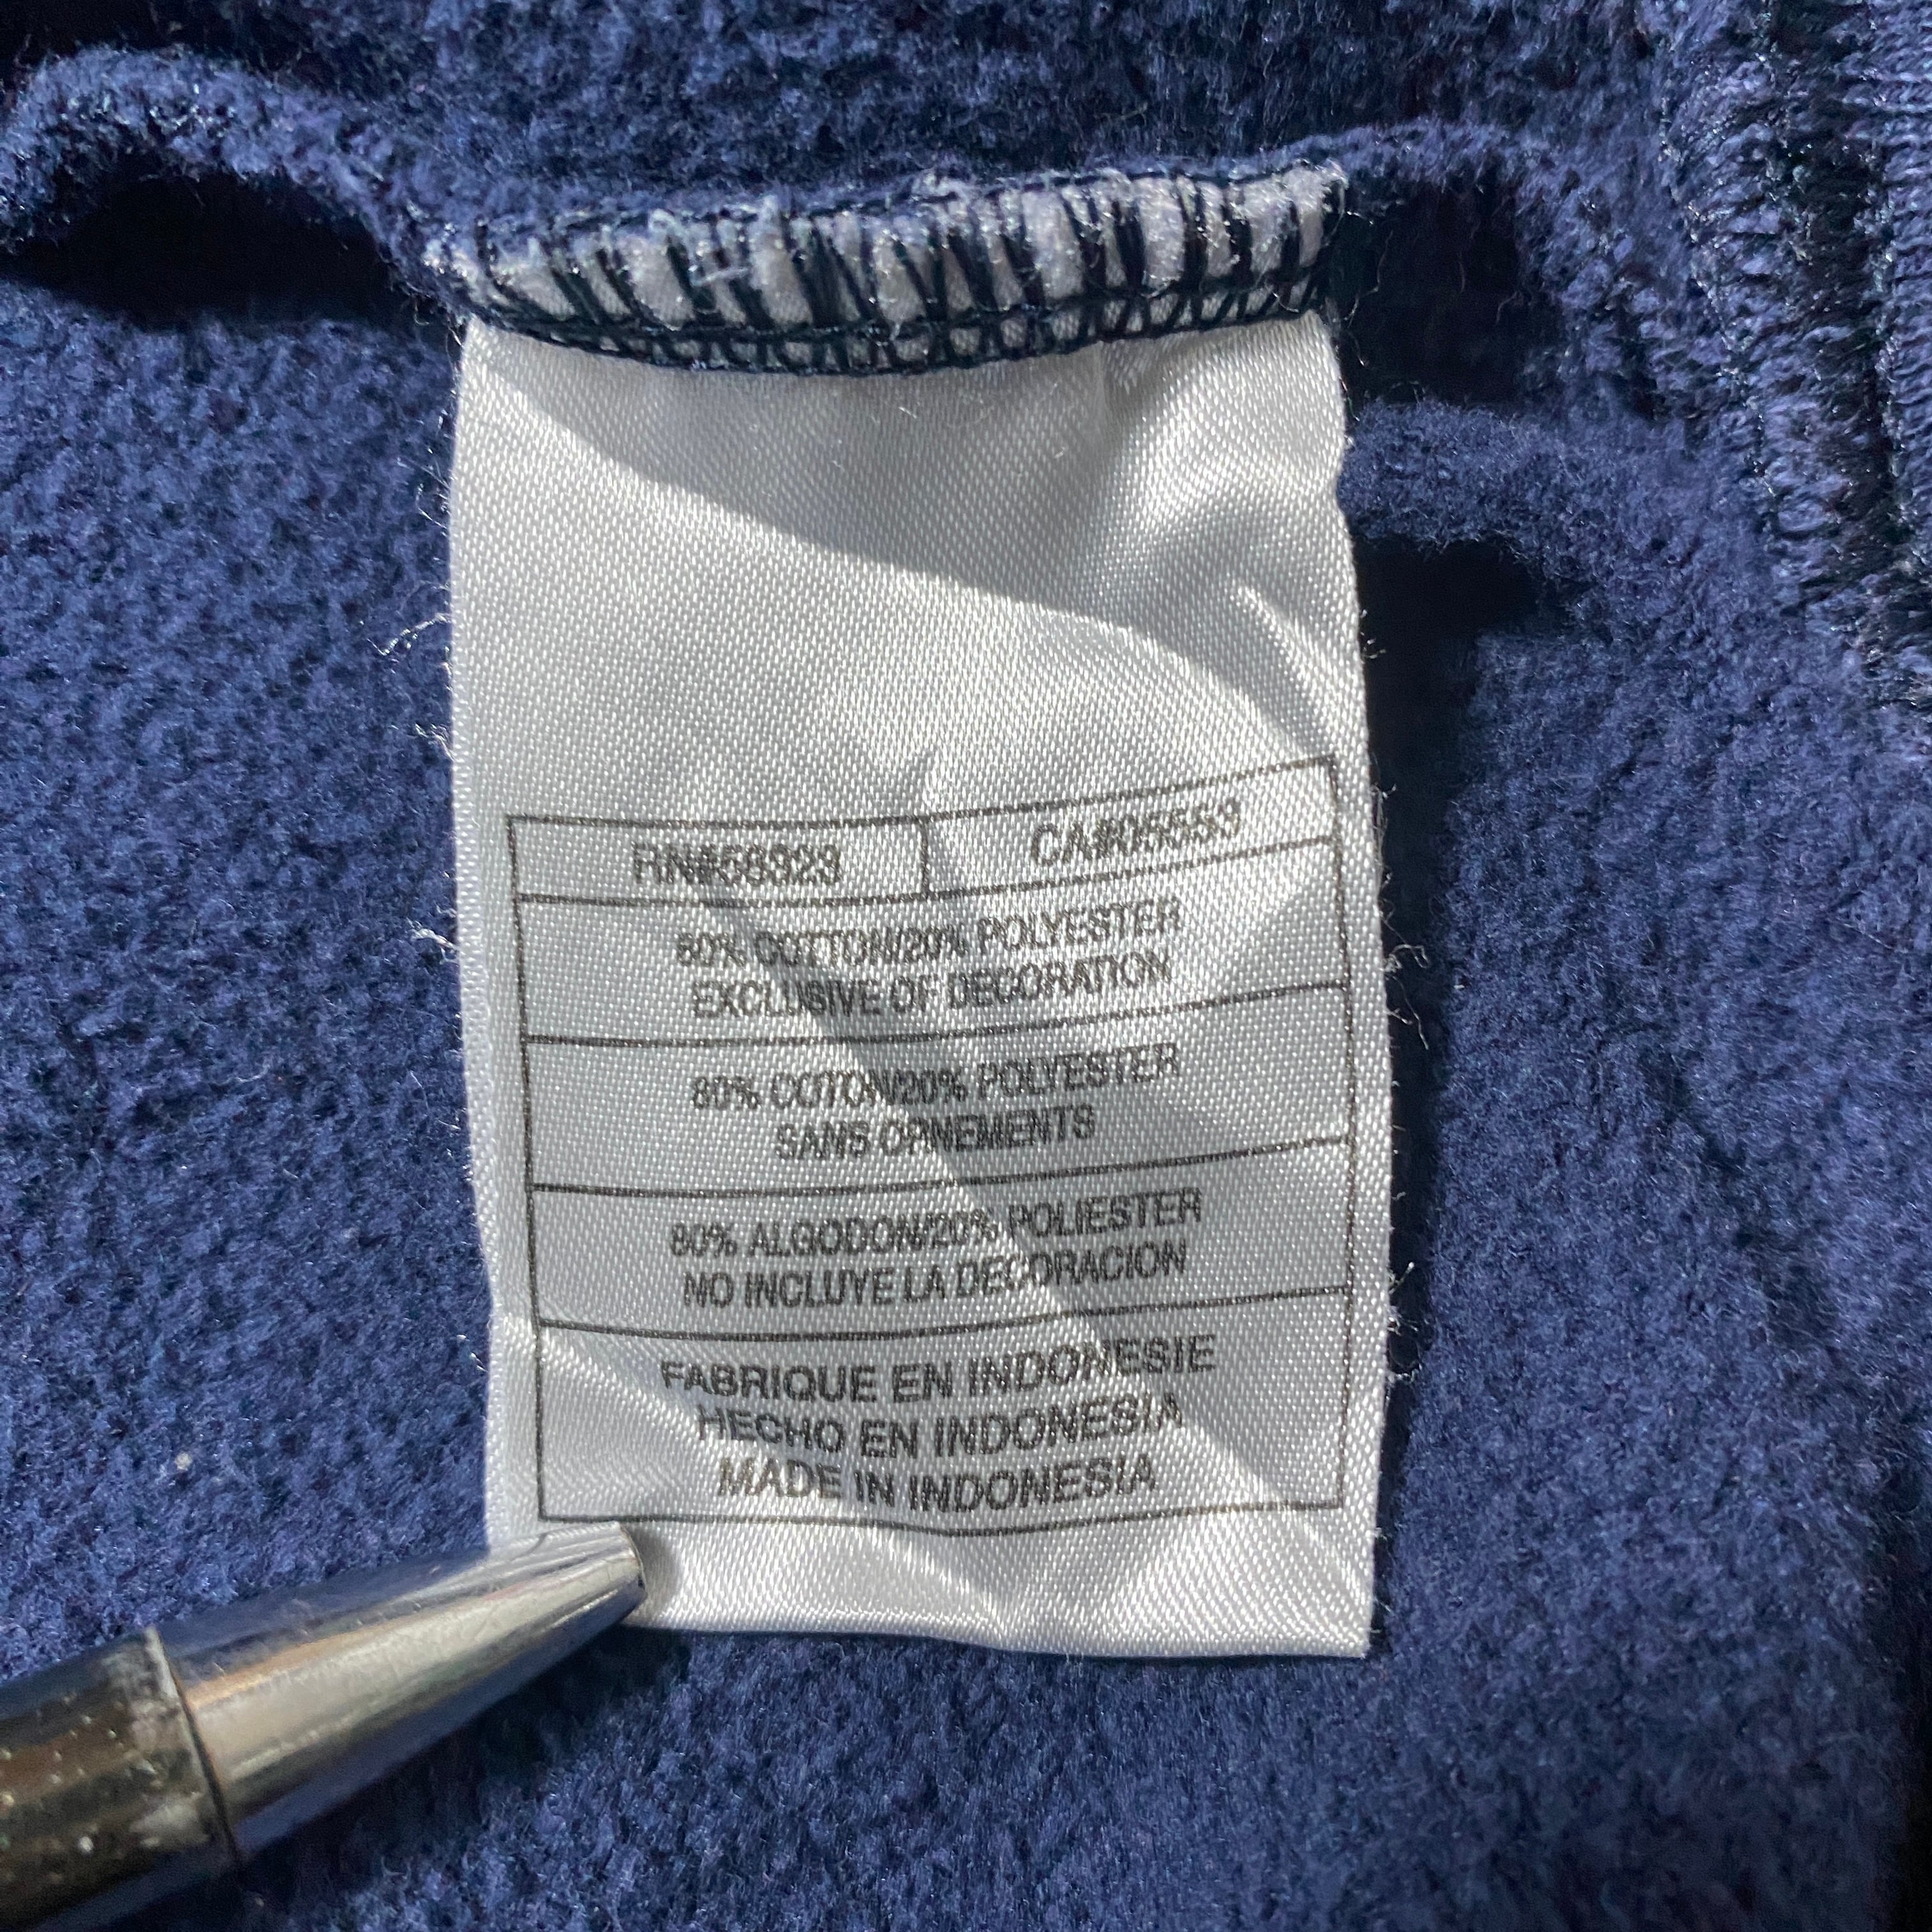 RN#58323 CA#05553
80% COTTON/20% POLYESTER
EXCLUSIVE OF DECORATION
80% COTON/20% POLYESTER
SANS ORNEMENTS
80% ALGODON/20% POLIESTER
NO INCLUYE LA DECORACION
FABRIQUE EN INDONESIE
HECHO EN INDONESIA
MADE IN INDONESIA